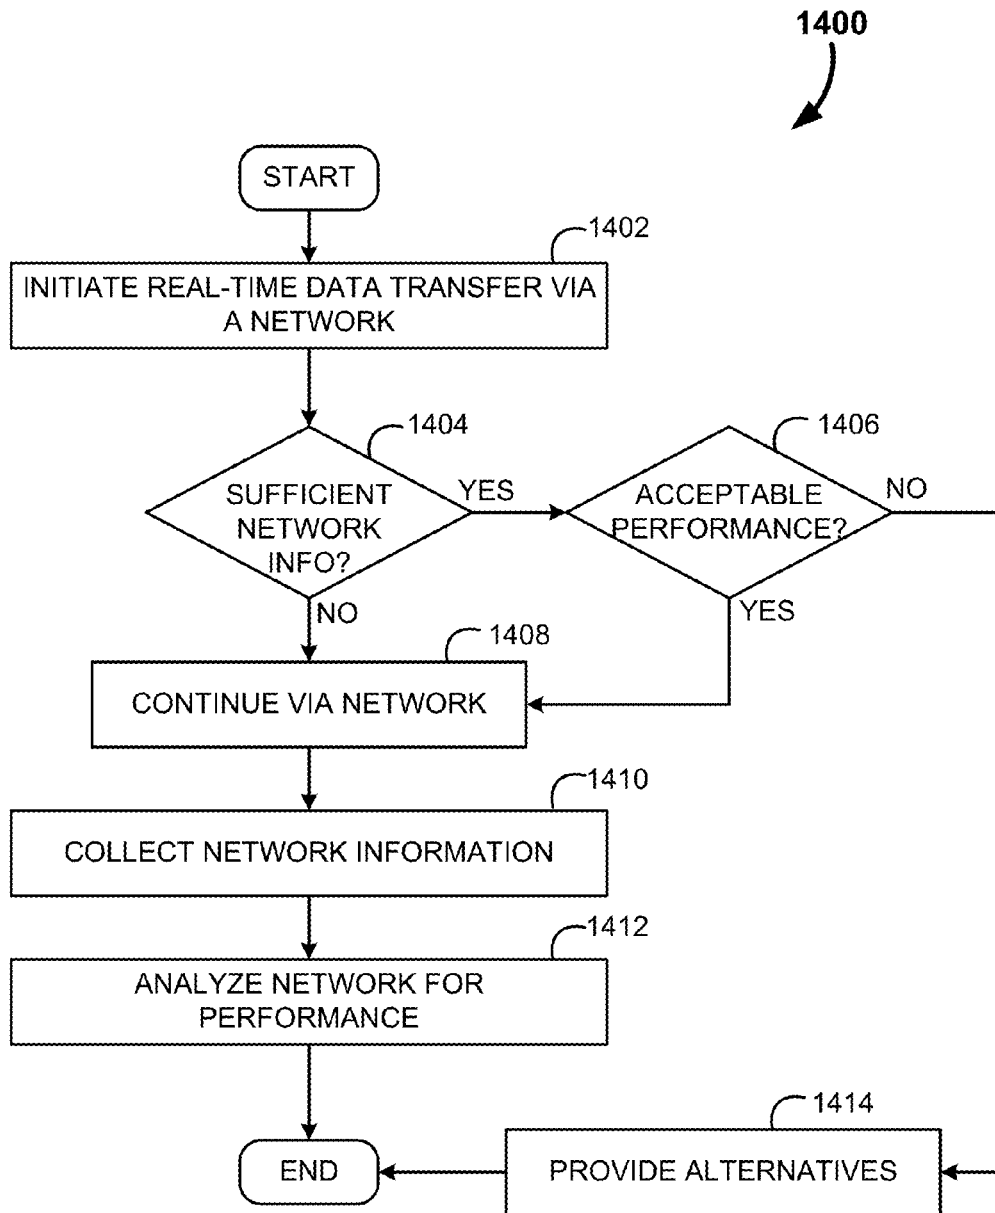 1400
START
1402
INITIATE REAL-TIME DATA TRANSFER VIA
A NETWORK
1404
SUFFICIENT
NETWORK
INFO?
YES
1406
ACCEPTABLE
PERFORMANCE?
NO
NO
YES
1408
CONTINUE VIA NETWORK
1410
COLLECT NETWORK INFORMATION
1412
ANALYZE NETWORK FOR
PERFORMANCE
1414
END
PROVIDE ALTERNATIVES